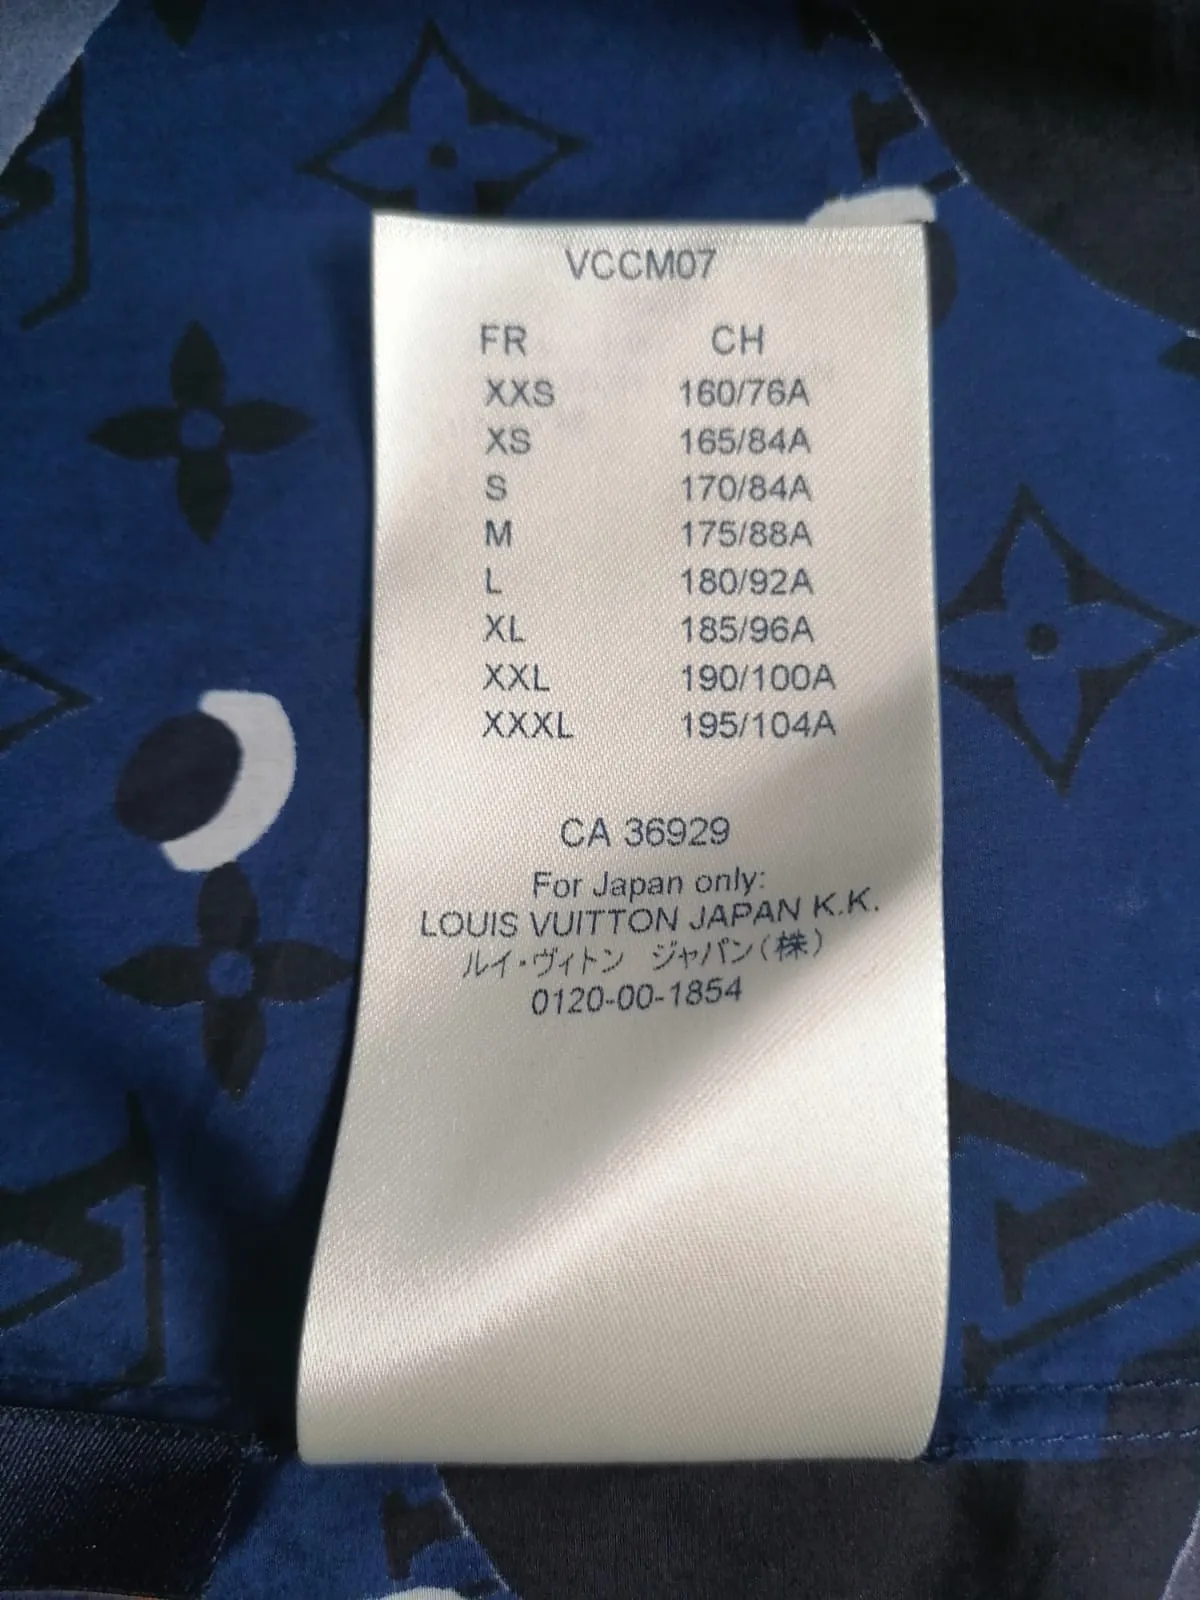 VCCM07
FR CH
XXS 160/76A
XS 165/84A
S 170/84A
M 175/88A
L 180/92A
XL 185/96A
XXL 190/100A
XXXL 195/104A
CA 36929
For Japan only:
LOUIS VUITTON JAPAN K.K.
ルイ・ヴィトン ジャパン(株)
0120-00-1854